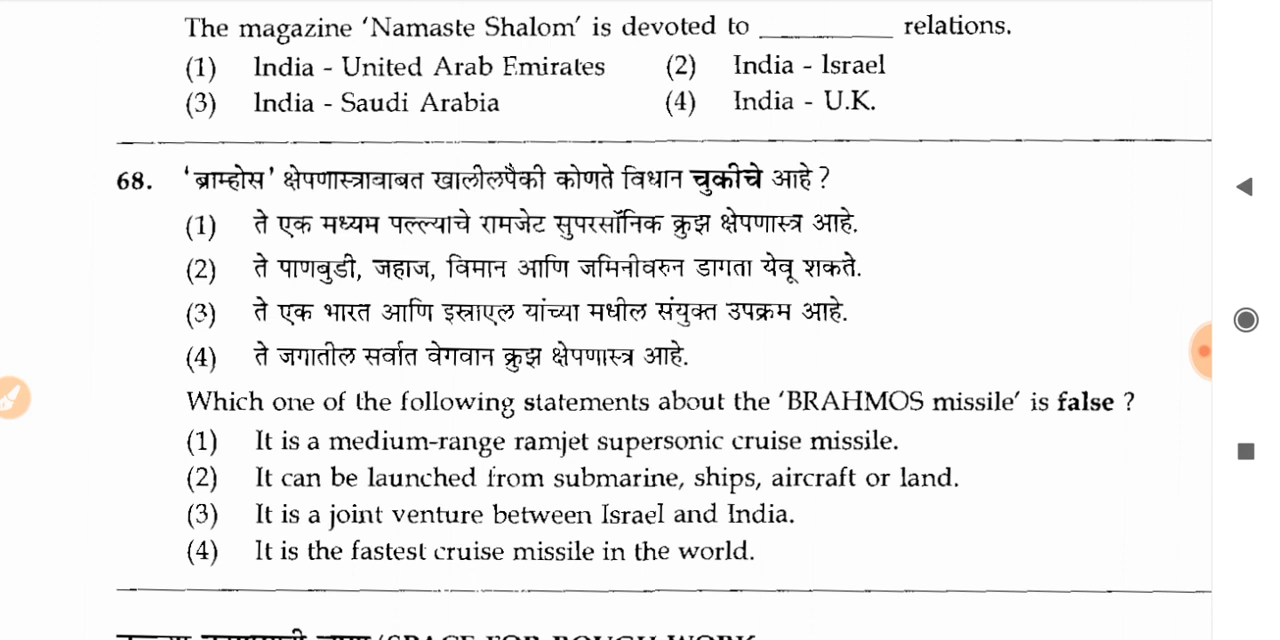 The magazine ‘Namaste Shalom’ is devoted to __________ relations.
(1) India - United Arab Emirates (2) India - Israel
(3) India - Saudi Arabia (4) India - U.K.
68. ‘ब्राम्होस’ क्षेपणास्त्राबाबत खालीलपैकी कोणते विधान चुकीचे आहे ?
(1) ते एक मध्यम पल्ल्याचे रामजेट सुपरसॉनिक क्रुझ क्षेपणास्त्र आहे.
(2) ते पाणबुडी, जहाज, विमान आणि जमिनीवरुन डागता येवू शकते.
(3) ते एक भारत आणि इस्राएल यांच्या मधील संयुक्त उपक्रम आहे.
(4) ते जगातील सर्वात वेगवान क्रुझ क्षेपणास्त्र आहे.
Which one of the following statements about the ‘BRAHMOS missile’ is false ?
(1) It is a medium-range ramjet supersonic cruise missile.
(2) It can be launched from submarine, ships, aircraft or land.
(3) It is a joint venture between Israel and India.
(4) It is the fastest cruise missile in the world.
/SPACE FOR ROUGH WORK